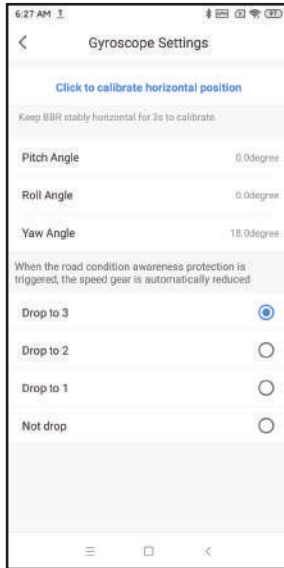 6:27 AM
Gyroscope Settings
Click to calibrate horizontal position
Keep BBR stably horizontal for 3s to calibrate.
Pitch Angle 0.0degree
Roll Angle 0.0degree
Yaw Angle 18.0degree
When the road condition awareness protection is
triggered, the speed gear is automatically reduced
Drop to 3
Drop to 2
Drop to 1
Not drop